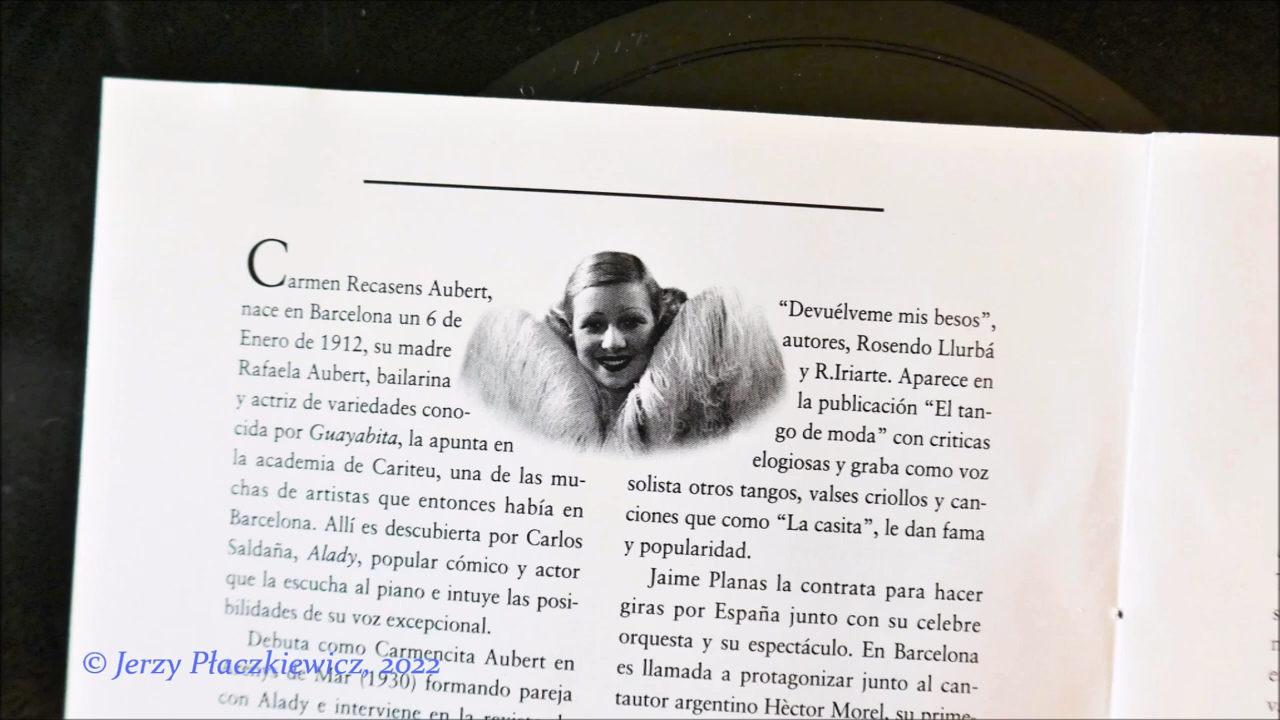 Carmen Recasens Aubert,
nace en Barcelona un 6 de
Enero de 1912, su madre
Rafaela Aubert, bailarina
y actriz de variedades cono-
cida por Guayabita, la apunta en
la academia de Cariteu, una de las mu-
chas de artistas que entonces había en
Barcelona. Allí es descubierta por Carlos
Saldaña, Alady, popular cómico y actor
que la escucha al piano e intuye las posi-
bilidades de su voz excepcional.
Debuta como Carmencita Aubert en
de Mar (1930) formando pareja
con Alady e interviene en la
“Devuélveme mis besos”,
autores, Rosendo Llurbá
y R.Iriarte. Aparece en
la publicación “El tan-
go de moda” con criticas
elogiosas y graba como voz
solista otros tangos, valses criollos y can-
ciones que como “La casita”, le dan fama
y popularidad.
Jaime Planas la contrata para hacer
giras por España junto con su celebre
orquesta y su espectáculo. En Barcelona
es llamada a protagonizar junto al can-
tautor argentino Hèctor Morel, su prime-
© Jerzy Płaczkiewicz, 2022